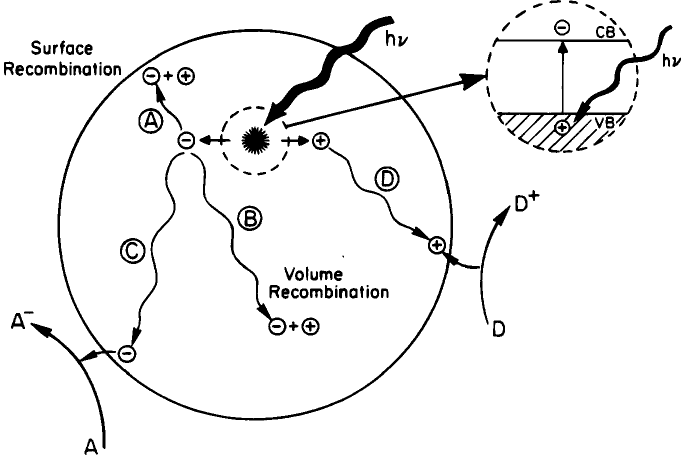 Surface
Recombination
hν
CB
hν
VB
⊖
⊕
⊖+⊕
Ⓐ
⊖
⊕
Ⓓ
Ⓒ
Ⓑ
D⁺
⊕
Volume
Recombination
A⁻
⊖+⊕
D
⊖
A